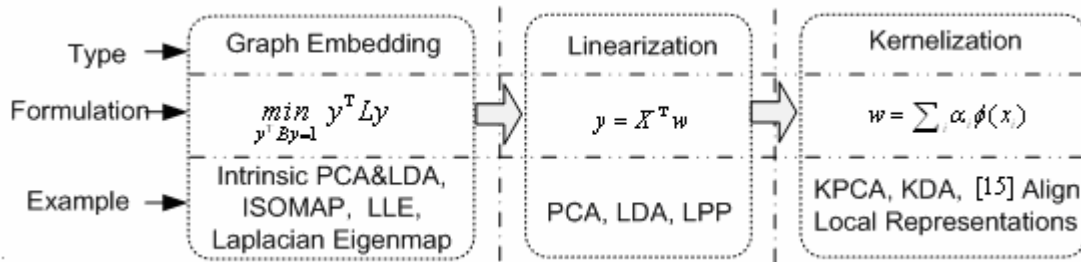 Type Graph Embedding Linearization Kernelization
Formulation min y^T Ly y = X^T w w = ∑_i α_i ϕ(x_i)
y^T By=1
Example Intrinsic PCA&LDA,
ISOMAP, LLE,
Laplacian Eigenmap
PCA, LDA, LPP
KPCA, KDA, [15] Align
Local Representations